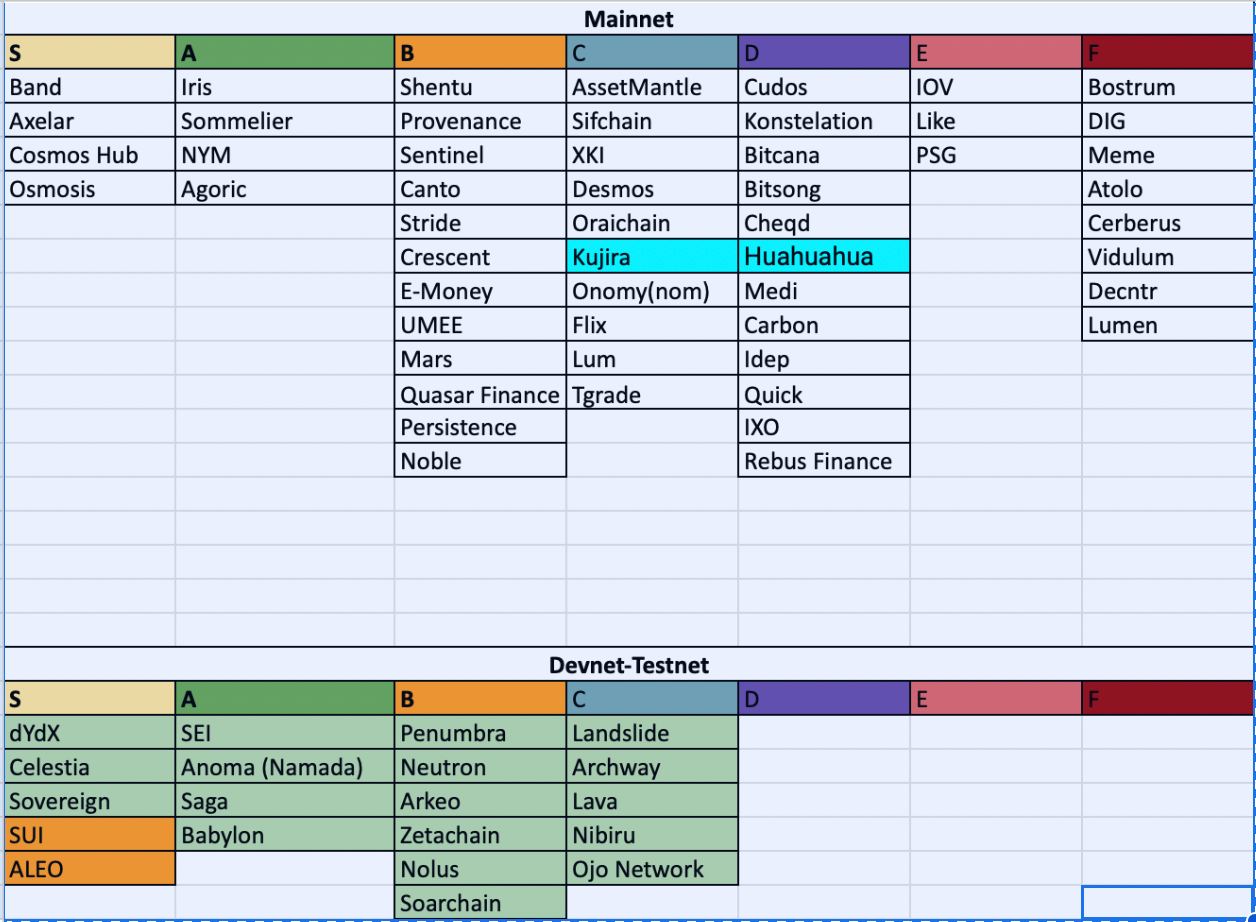 Mainnet
S A B C D E F
Band Iris Shentu AssetMantle Cudos IOV Bostrum
Axelar Sommelier Provenance Sifchain Konstelation Like DIG
Cosmos Hub NYM Sentinel XKI Bitcana PSG Meme
Osmosis Agoric Canto Desmos Bitsong Atolo
Stride Oraichain Cheqd Cerberus
Crescent Kujira Huahuahua Vidulum
E-Money Onomy(nom) Medi Decntr
UMEE Flix Carbon Lumen
Mars Lum Idep
Quasar Finance Tgrade Quick
Persistence IXO
Noble Rebus Finance
Devnet-Testnet
S A B C D E F
dYdX SEI Penumbra Landslide
Celestia Anoma (Namada) Neutron Archway
Sovereign Saga Arkeo Lava
SUI Babylon Zetachain Nibiru
ALEO Nolus Ojo Network
Soarchain